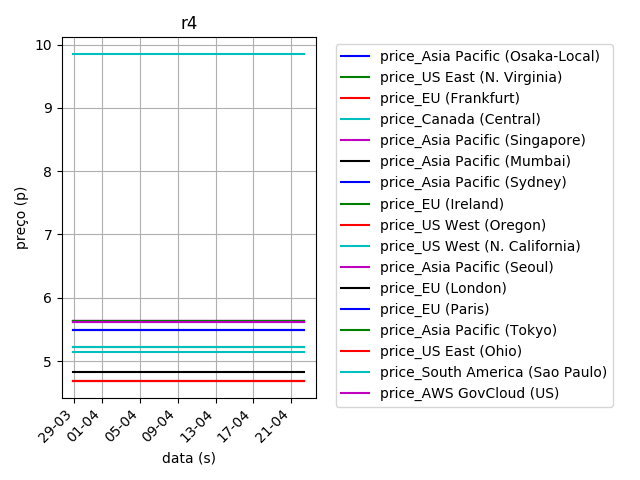 r4
10
9
8
7
6
5
preço (p)
29-03
01-04
05-04
09-04
13-04
17-04
21-04
data (s)
price_Asia Pacific (Osaka-Local)
price_US East (N. Virginia)
price_EU (Frankfurt)
price_Canada (Central)
price_Asia Pacific (Singapore)
price_Asia Pacific (Mumbai)
price_Asia Pacific (Sydney)
price_EU (Ireland)
price_US West (Oregon)
price_US West (N. California)
price_Asia Pacific (Seoul)
price_EU (London)
price_EU (Paris)
price_Asia Pacific (Tokyo)
price_US East (Ohio)
price_South America (Sao Paulo)
price_AWS GovCloud (US)